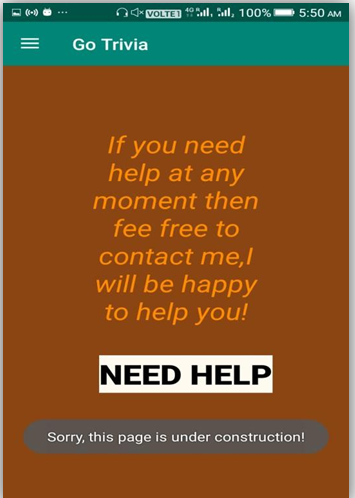 VOLTE1 4G R R 100% 5:50 AM
Go Trivia
If you need
help at any
moment then
fee free to
contact me,I
will be happy
to help you!
NEED HELP
Sorry, this page is under construction!